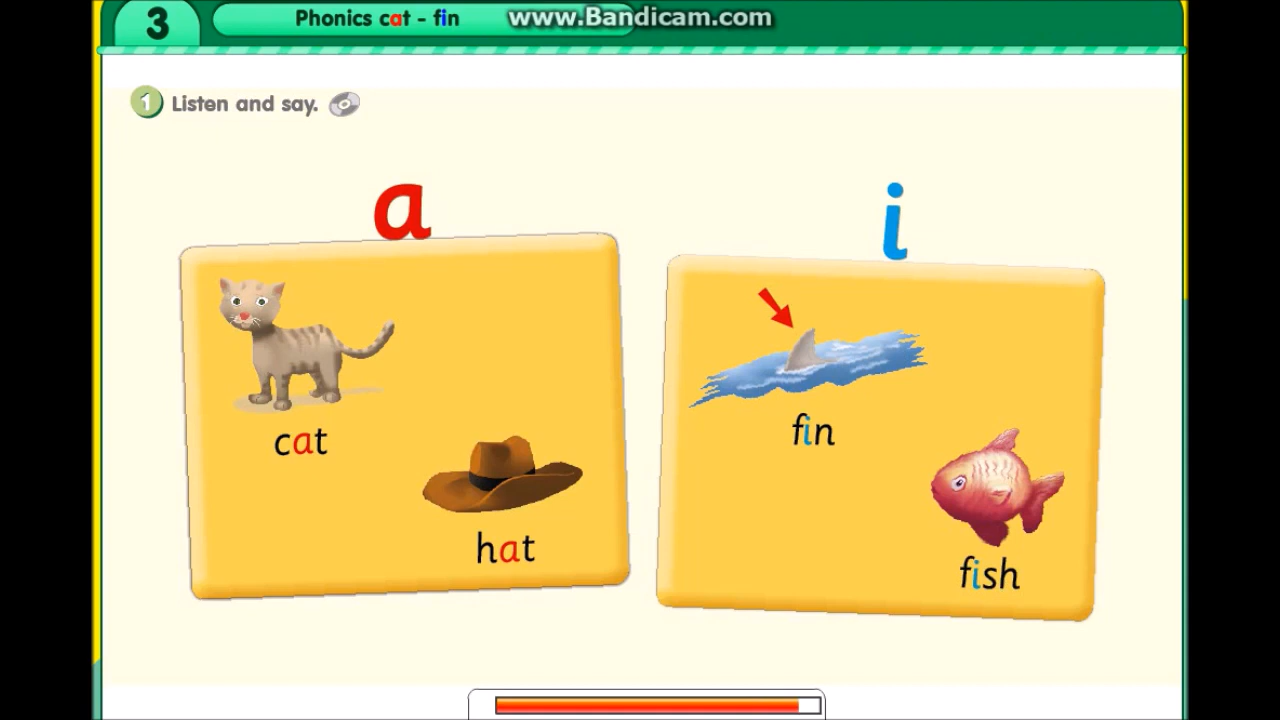 3
Phonics cat - fin
www.Bandicam.com
1 Listen and say.
a
i
cat
hat
fin
fish